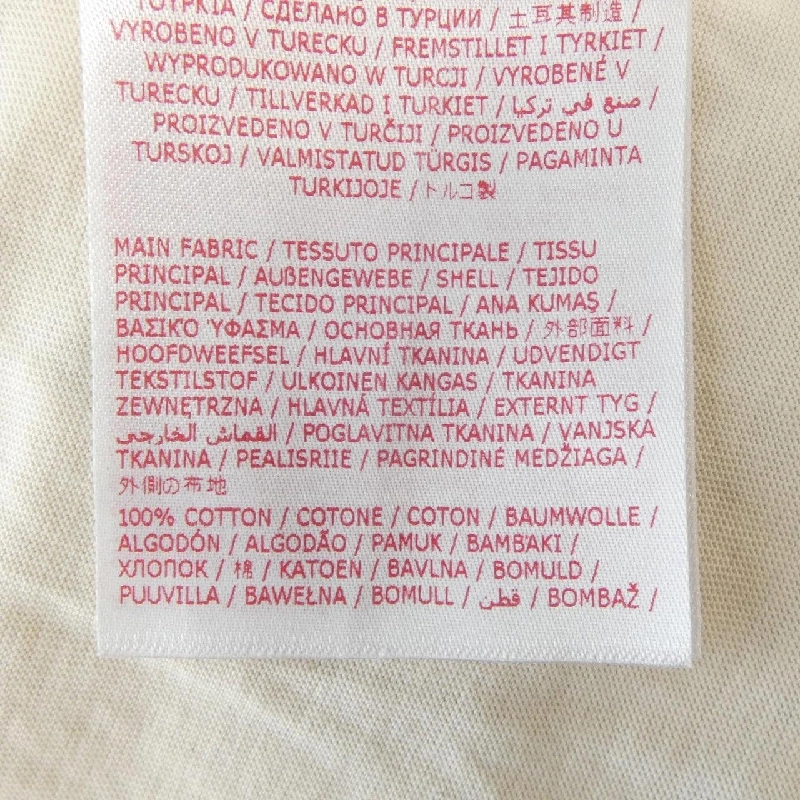 ΤΟΥΡΚΙΑ / СДЕЛАНО В ТУРЦИИ / 土耳其制造 /
VYROBENO V TURECKU / FREMSTILLET I TYRKIET /
WYPRODUKOWANO W TURCJI / VYROBENÉ V
TURECKU / TILLVERKAD I TURKIET / صنع في تركيا /
PROIZVEDENO V TURČIJI / PROIZVEDENO U
TURSKOJ / VALMISTATUD TÜRGIS / PAGAMINTA
TURKIJOJE / トルコ製
MAIN FABRIC / TESSUTO PRINCIPALE / TISSU
PRINCIPAL / AUßENGEWEBE / SHELL / TEJIDO
PRINCIPAL / TECIDO PRINCIPAL / ANA KUMAŞ /
ΒΑΣΙΚΌ ΎΦΑΣΜΑ / ОСНОВНАЯ ТКАНЬ / 外部面料 /
HOOFDWEEFSEL / HLAVNÍ TKANINA / UDVENDIGT
TEKSTILSTOF / ULKOINEN KANGAS / TKANINA
ZEWNĘTRZNA / HLAVNÁ TEXTÍLIA / EXTERNT TYG /
القماش الخارجي / POGLAVITNA TKANINA / VANJSKA
TKANINA / PEALISRIIE / PAGRINDINĖ MEDŽIAGA /
外側の布地
100% COTTON / COTONE / COTON / BAUMWOLLE /
ALGODÓN / ALGODÃO / PAMUK / ΒΑΜΒΆΚΙ /
ХЛОПОК / 棉 / KATOEN / BAVLNA / BOMULD /
PUUVILLA / BAWEŁNA / BOMULL / قطن / BOMBAŽ /